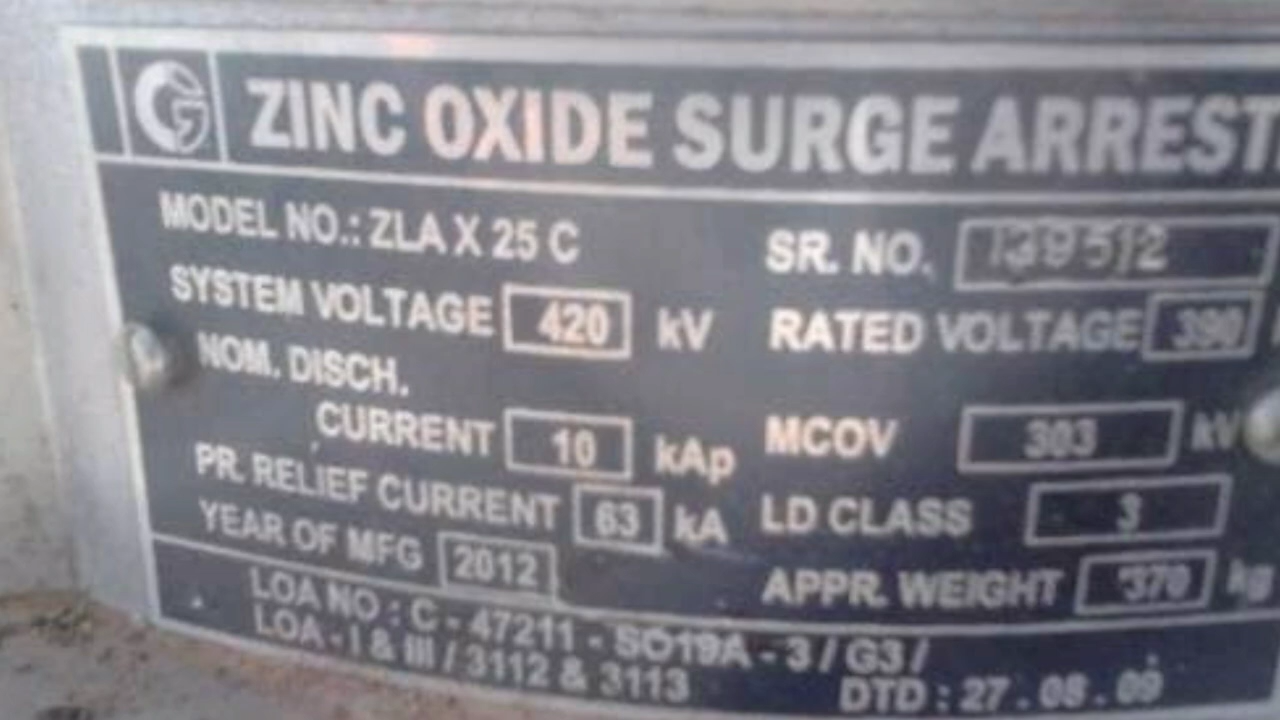 ZINC OXIDE SURGE ARREST
MODEL NO.: ZLA X 25 C
SR. NO. 139512
SYSTEM VOLTAGE 420 kV
RATED VOLTAGE 390
NOM. DISCH.
CURRENT 10 kAp
MCOV 303 kV
PR. RELIEF CURRENT 63 kA
LD CLASS 3
YEAR OF MFG 2012
APPR. WEIGHT 370 kg
LOA NO : C - 47211 - SO19A - 3 / G3 /
LOA - I & III / 3112 & 3113
DTD : 27 . 08 . 09